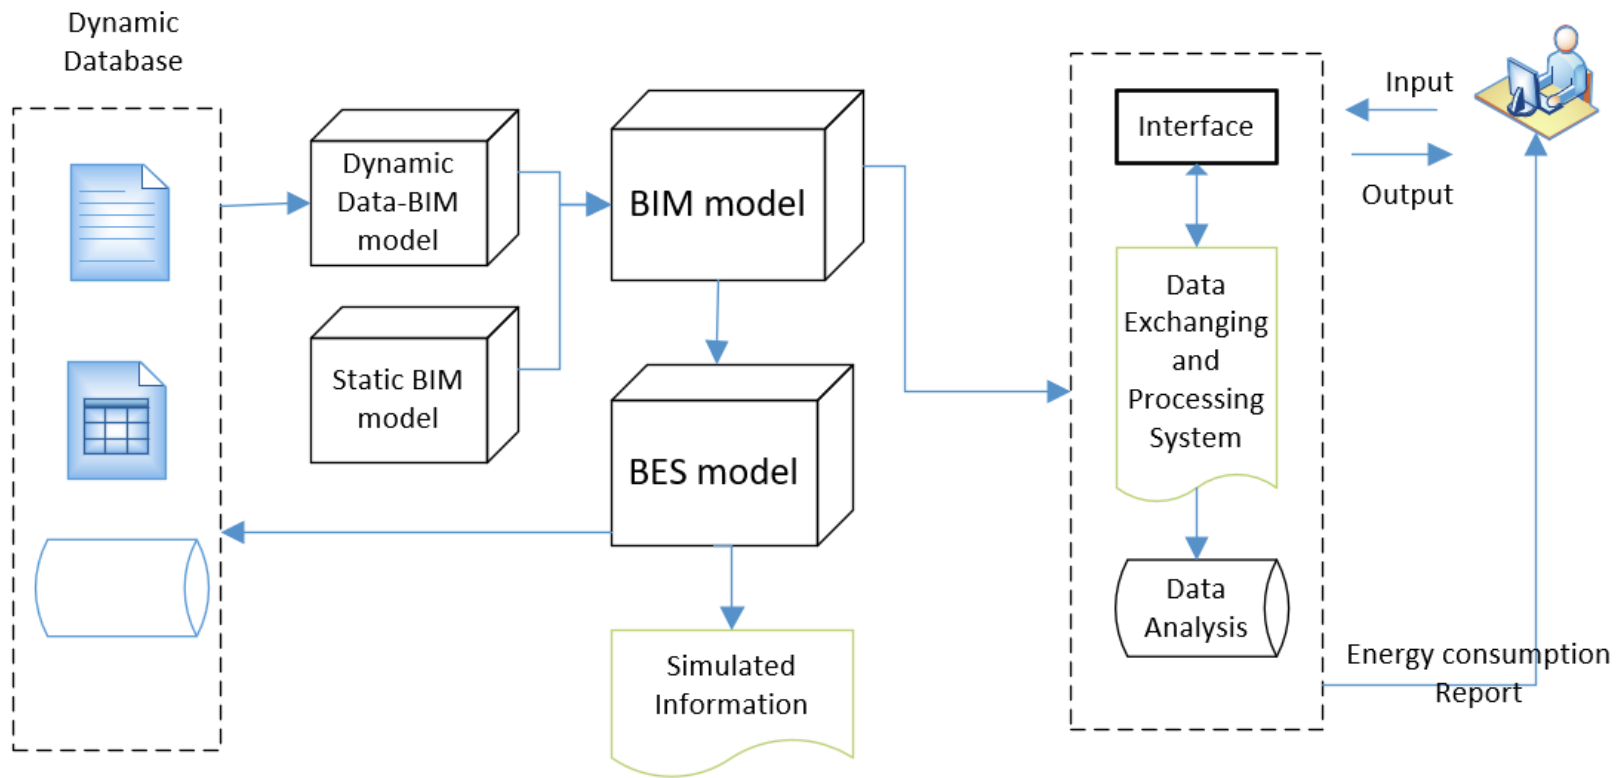 Dynamic
Database
Dynamic
Data-BIM
model
Static BIM
model
BIM model
BES model
Simulated
Information
Interface
Data
Exchanging
and
Processing
System
Data
Analysis
Input
Output
Energy consumption
Report